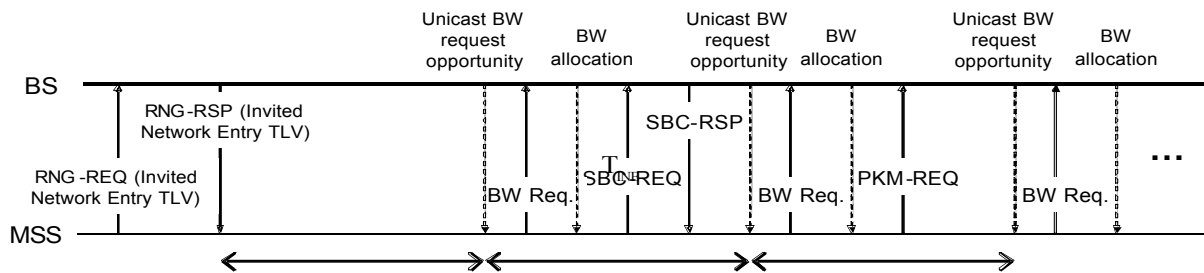 Unicast BW
request
opportunity
BW
allocation
Unicast BW
request
opportunity
BW
allocation
Unicast BW
request
opportunity
BW
allocation
BS
RNG-RSP (Invited
Network Entry TLV)
SBC-RSP
...
RNG-REQ (Invited
Network Entry TLV)
BW Req.
SBC-REQ
BW Req.
PKM-REQ
BW Req.
MSS